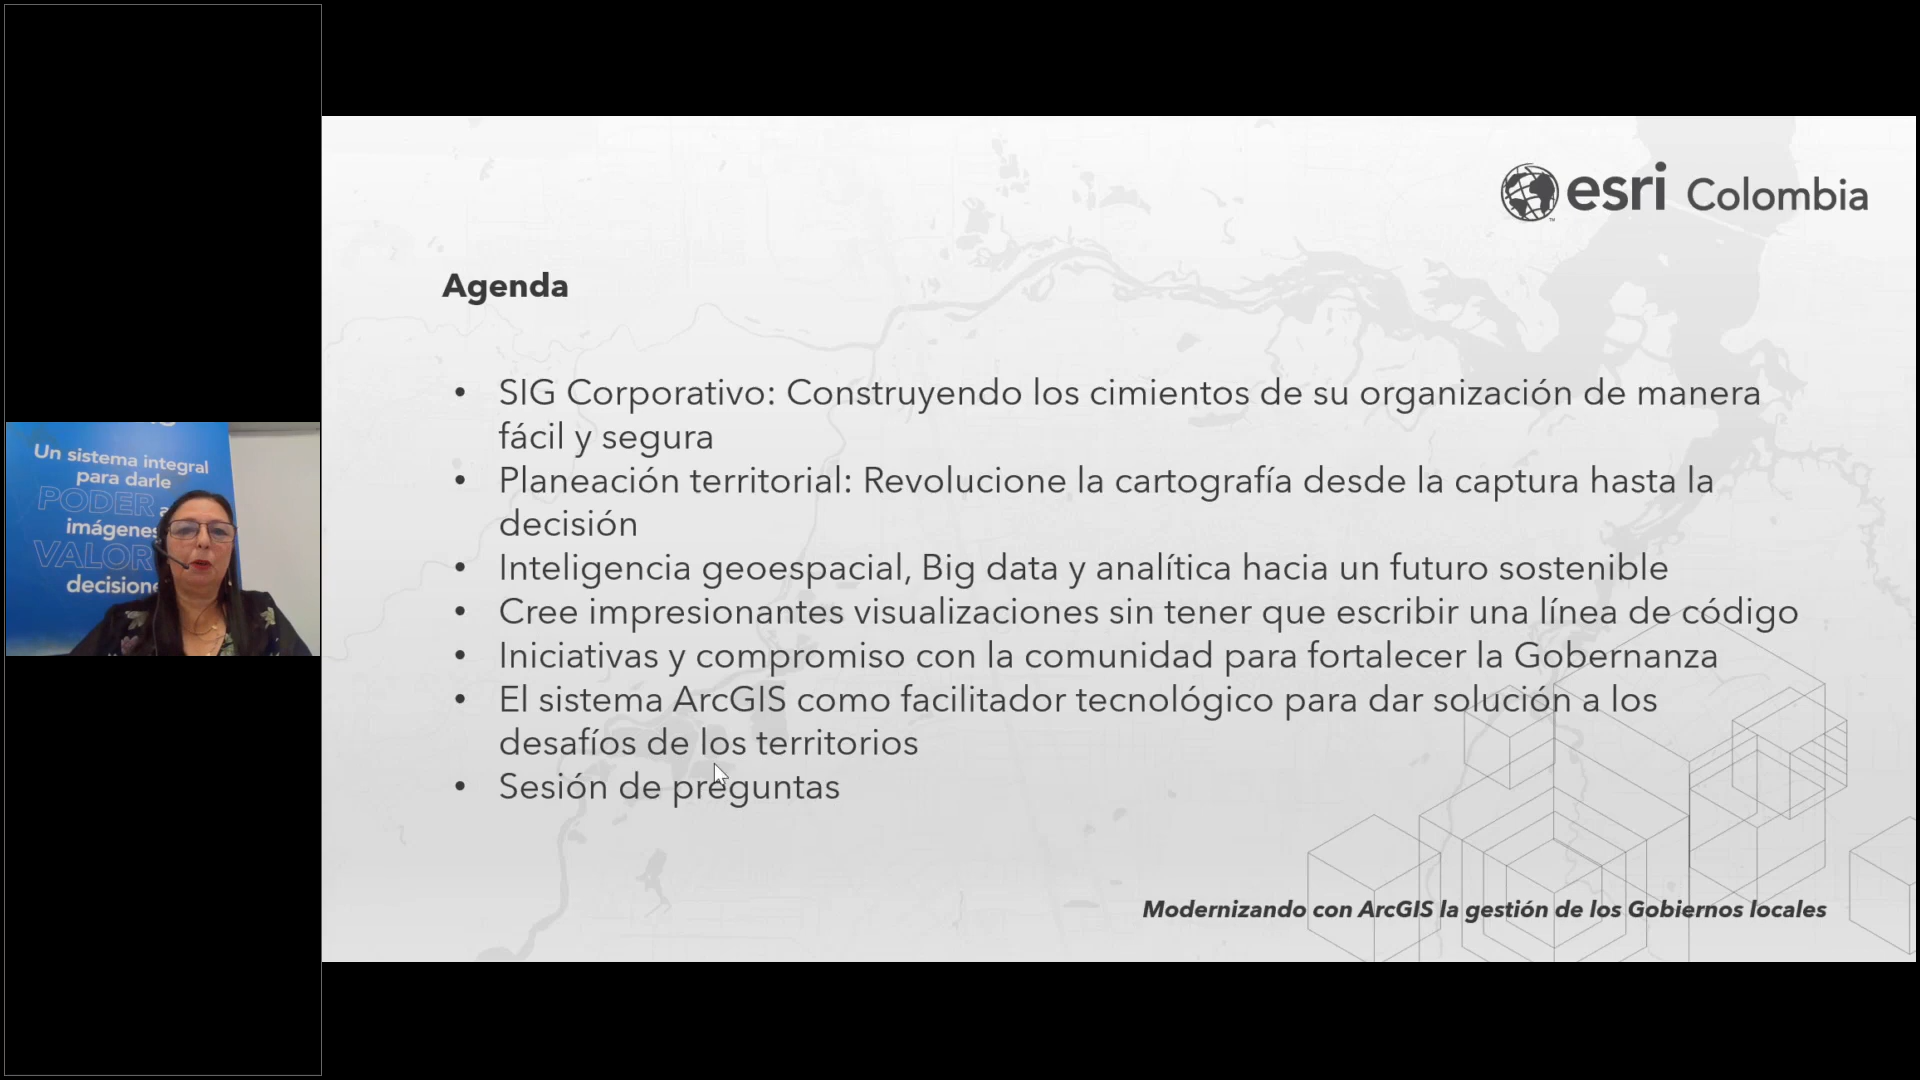 Un sistema integral
para darle
PODER a
imágenes
VALOR
decisione
esri Colombia
Agenda
• SIG Corporativo: Construyendo los cimientos de su organización de manera
fácil y segura
• Planeación territorial: Revolucione la cartografía desde la captura hasta la
decisión
• Inteligencia geoespacial, Big data y analítica hacia un futuro sostenible
• Cree impresionantes visualizaciones sin tener que escribir una línea de código
• Iniciativas y compromiso con la comunidad para fortalecer la Gobernanza
• El sistema ArcGIS como facilitador tecnológico para dar solución a los
desafíos de los territorios
• Sesión de preguntas
Modernizando con ArcGIS la gestión de los Gobiernos locales